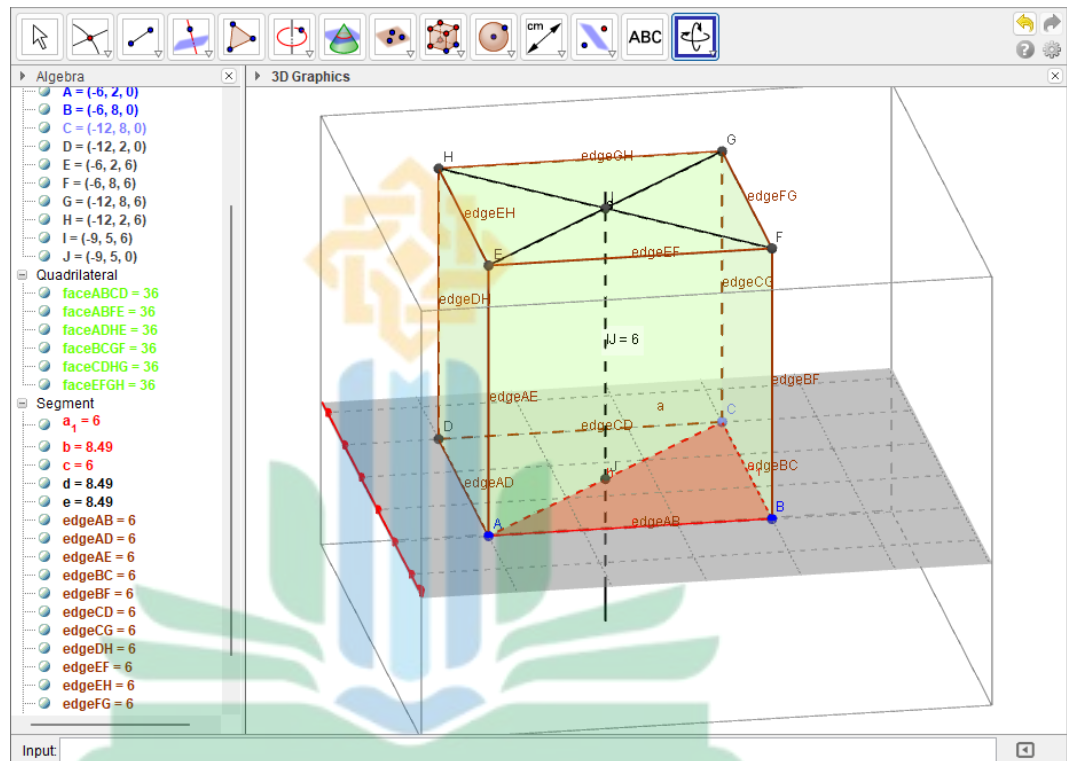 cm
ABC
Algebra
3D Graphics
A = (-6, 2, 0)
B = (-6, 8, 0)
C = (-12, 8, 0)
D = (-12, 2, 0)
E = (-6, 2, 6)
F = (-6, 8, 6)
G = (-12, 8, 6)
H = (-12, 2, 6)
I = (-9, 5, 6)
J = (-9, 5, 0)
Quadrilateral
faceABCD = 36
faceABFE = 36
faceADHE = 36
faceBCGF = 36
faceCDHG = 36
faceEFGH = 36
Segment
a₁ = 6
b = 8.49
c = 6
d = 8.49
e = 8.49
edgeAB = 6
edgeAD = 6
edgeAE = 6
edgeBC = 6
edgeBF = 6
edgeCD = 6
edgeCG = 6
edgeDH = 6
edgeEF = 6
edgeEH = 6
edgeFG = 6
G
H
edgeGH
edgeFG
edgeEH
F
E
edgeEF
edgeCG
edgeDH
IJ = 6
edgeBF
edgeAE
a
C
D
edgeCD
edgeBC
edgeAD
B
A
edgeAB
Input: